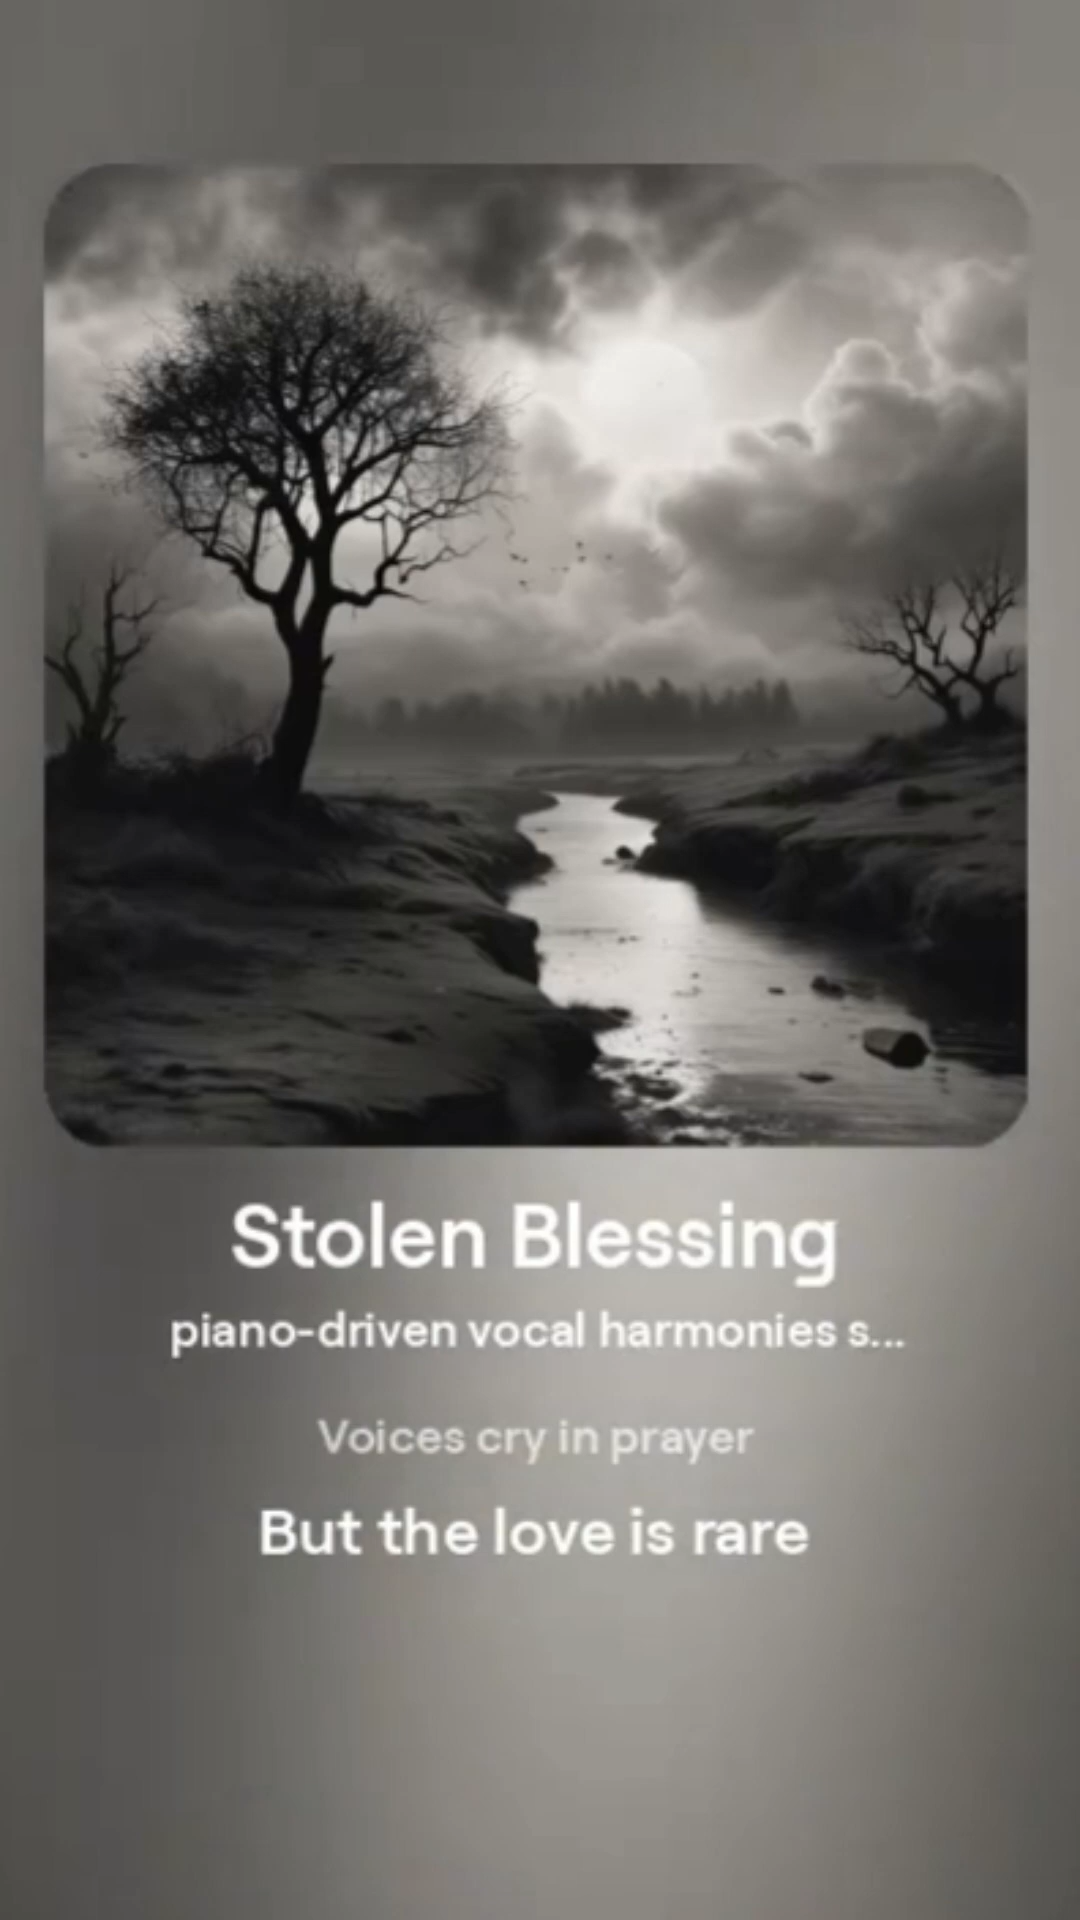 Stolen Blessing
piano-driven vocal harmonies s...
Voices cry in prayer
But the love is rare